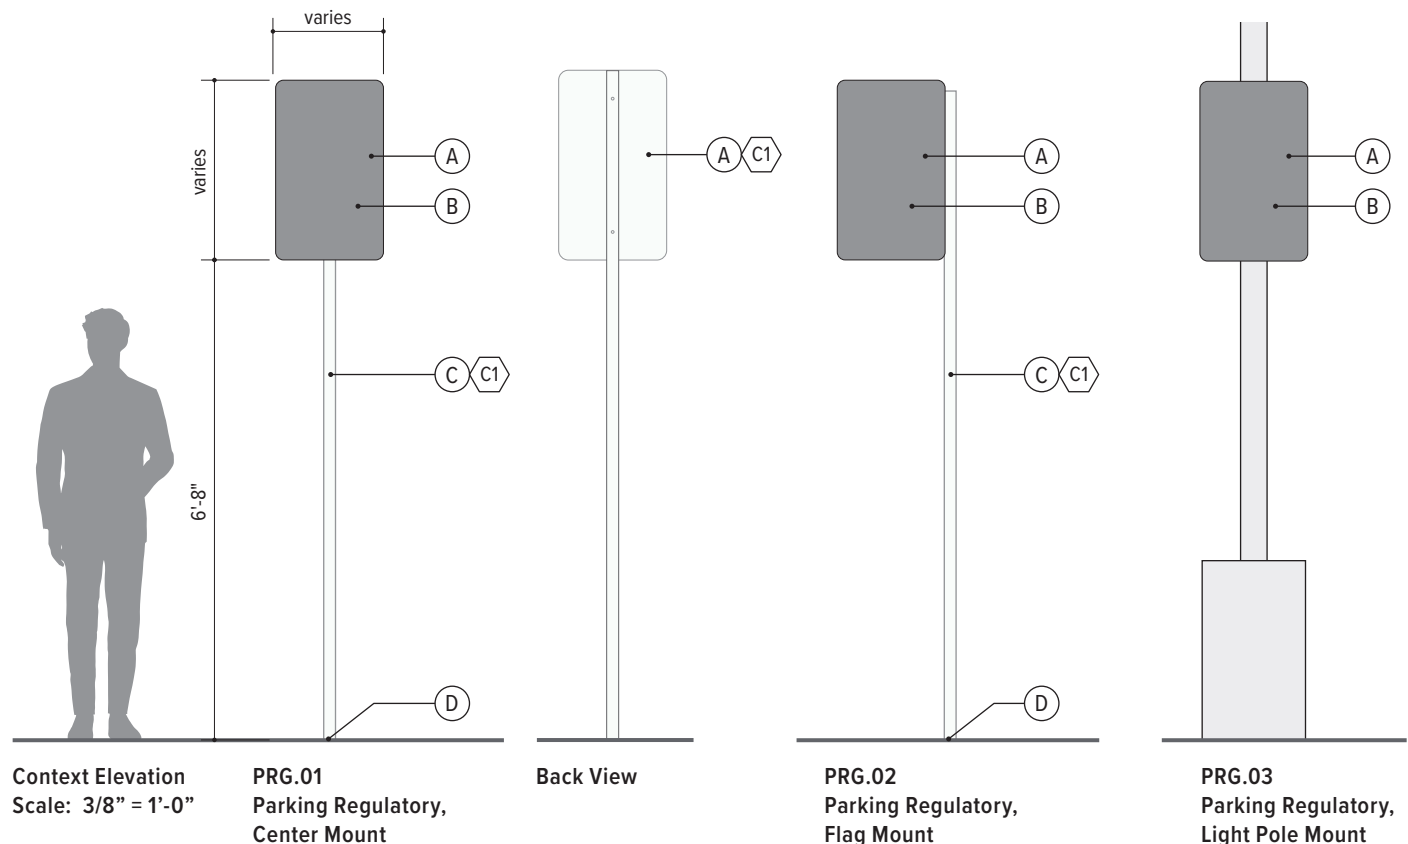 varies
varies
6'-8"
A
B
C C1
D
A C1
A
B
C C1
D
A
B
Context Elevation
Scale: 3/8” = 1’-0”
PRG.01
Parking Regulatory,
Center Mount
Back View
PRG.02
Parking Regulatory,
Flag Mount
PRG.03
Parking Regulatory,
Light Pole Mount